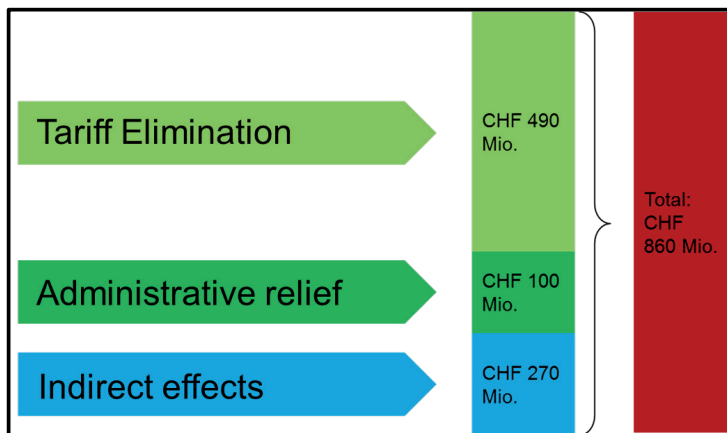 Tariff Elimination
CHF 490
Mio.
Administrative relief
CHF 100
Mio.
Indirect effects
CHF 270
Mio.
Total:
CHF
860 Mio.